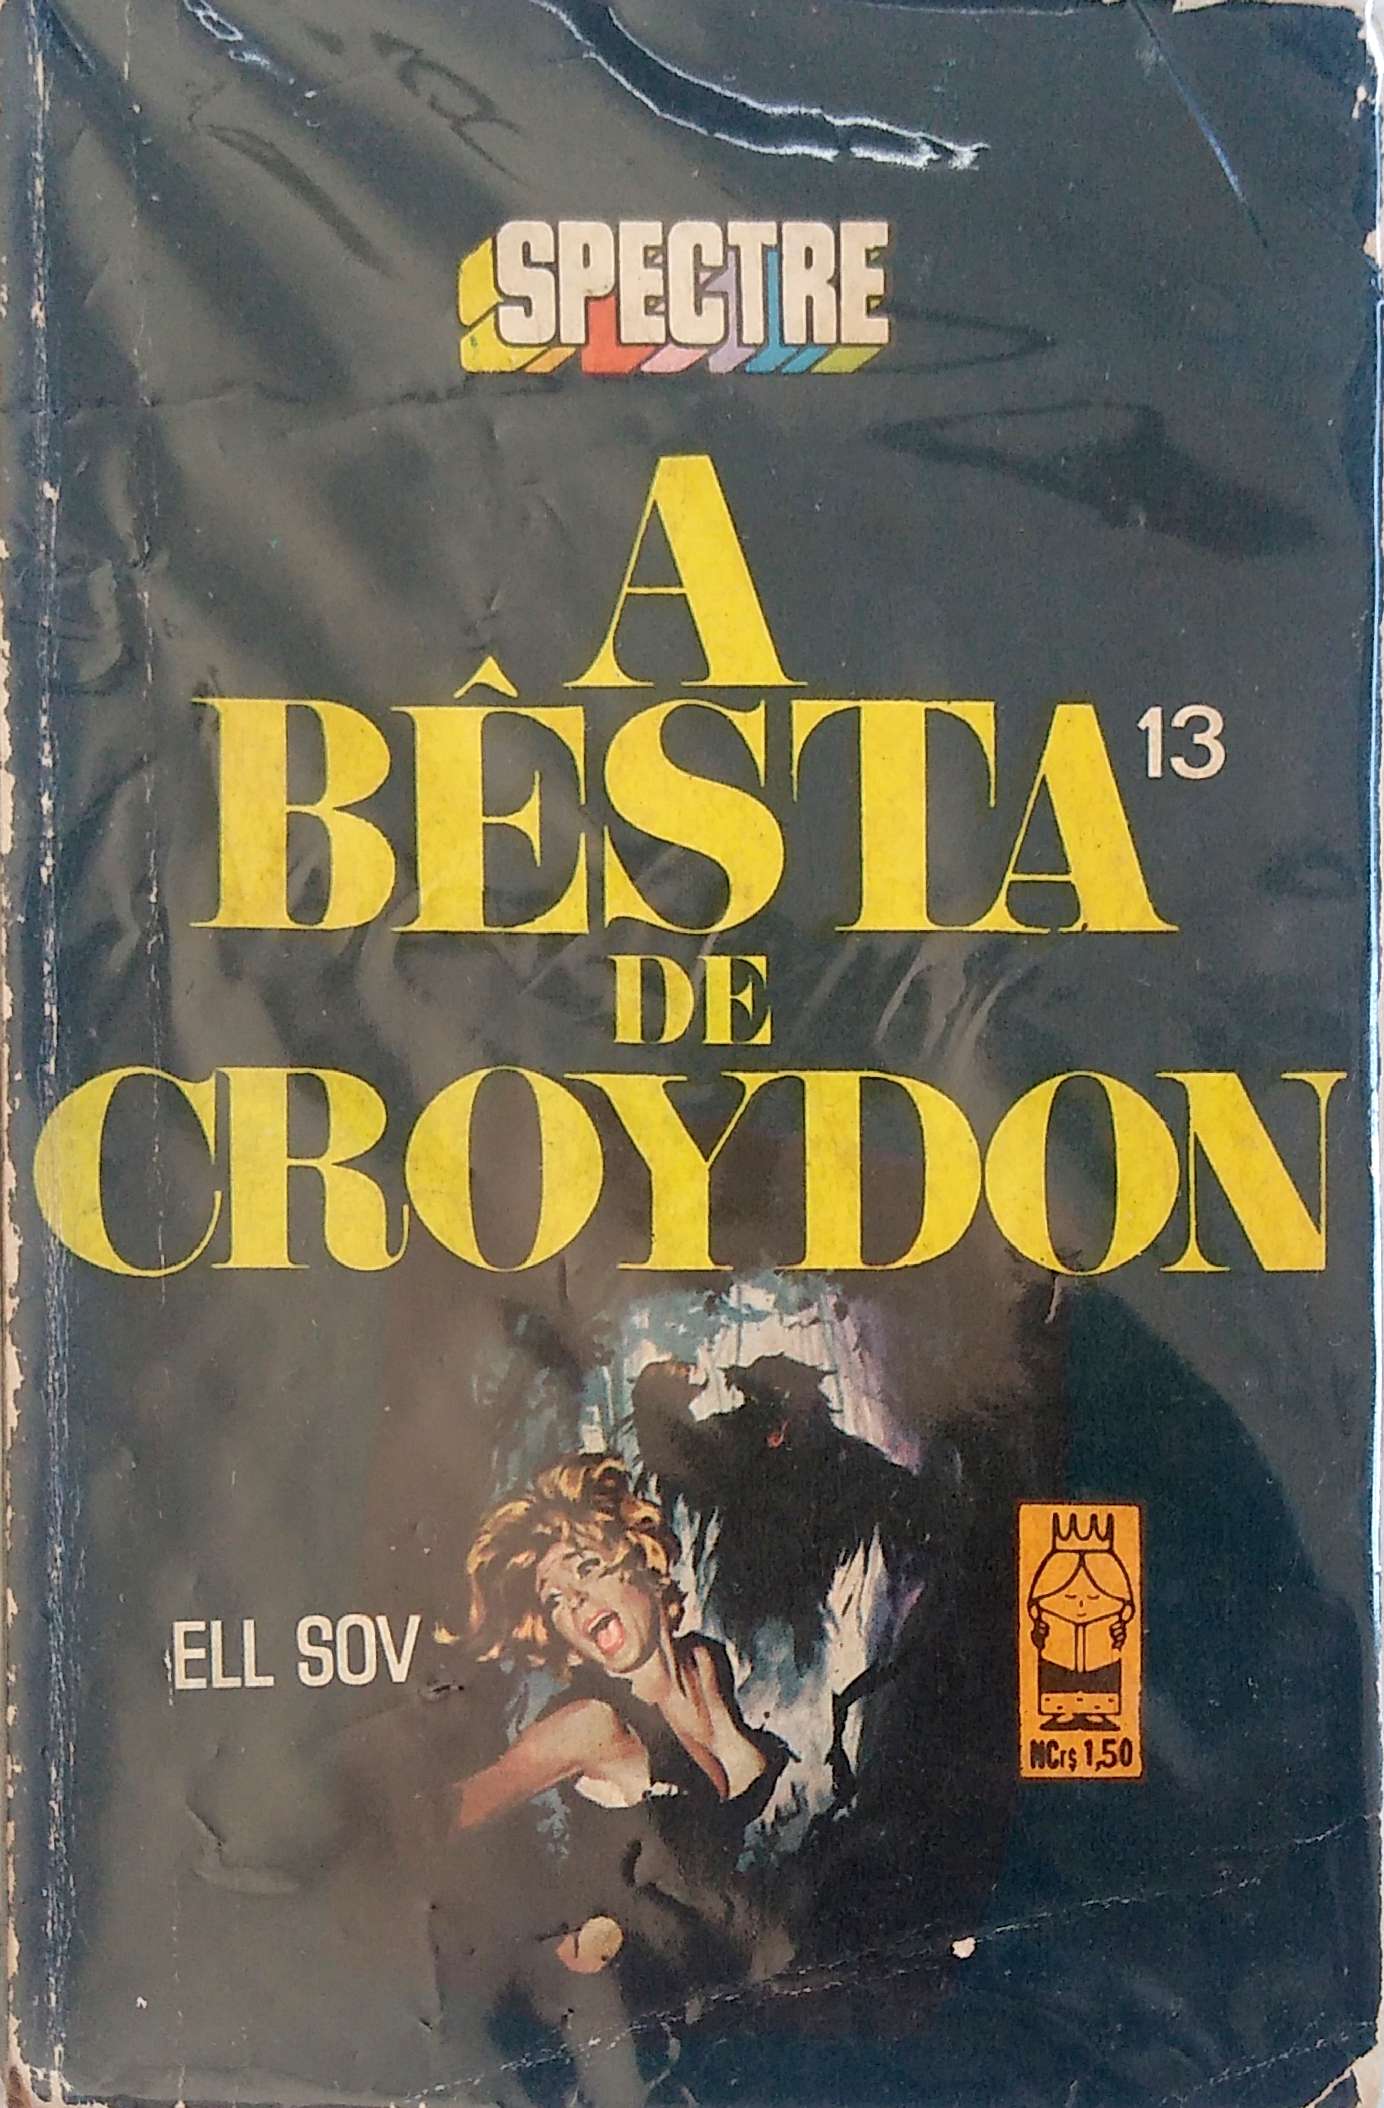 SPECTRE
A
BÊSTA 13
DE
CROYDON
ELL SOV
NCr$ 1,50